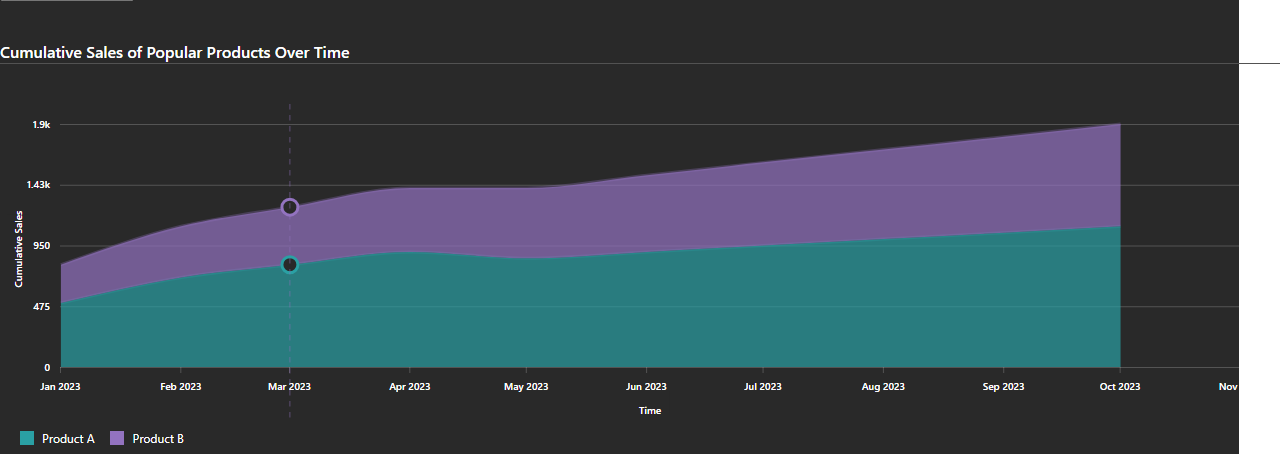 Cumulative Sales of Popular Products Over Time
1.9k
1.43k
950
475
0
Cumulative Sales
Jan 2023 Feb 2023 Mar 2023 Apr 2023 May 2023 Jun 2023 Jul 2023 Aug 2023 Sep 2023 Oct 2023 Nov
Time
Product A Product B